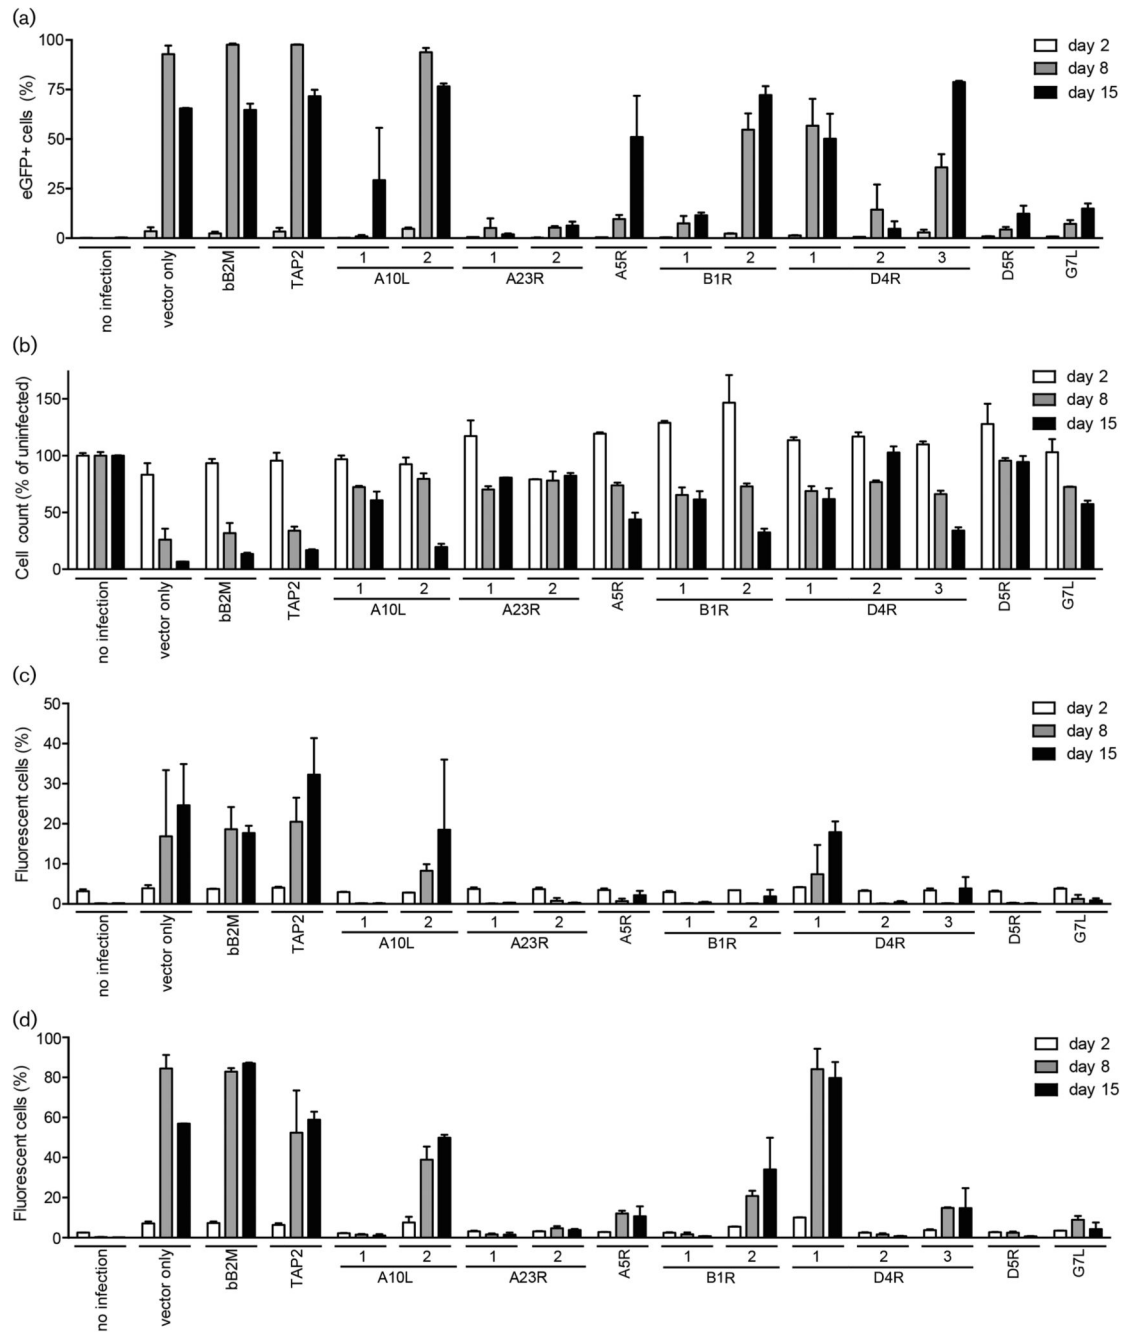 (a)
eGFP+ cells (%)
100
75
50
25
0
day 2
day 8
day 15
no infection
vector only
bB2M
TAP2
1 2
A10L
1 2
A23R
A5R
1 2
B1R
1 2 3
D4R
D5R
G7L
(b)
Cell count (% of uninfected)
150
100
50
0
day 2
day 8
day 15
no infection
vector only
bB2M
TAP2
1 2
A10L
1 2
A23R
A5R
1 2
B1R
1 2 3
D4R
D5R
G7L
(c)
Fluorescent cells (%)
50
40
30
20
10
0
day 2
day 8
day 15
no infection
vector only
bB2M
TAP2
1 2
A10L
1 2
A23R
A5R
1 2
B1R
1 2 3
D4R
D5R
G7L
(d)
Fluorescent cells (%)
100
80
60
40
20
0
day 2
day 8
day 15
no infection
vector only
bB2M
TAP2
1 2
A10L
1 2
A23R
A5R
1 2
B1R
1 2 3
D4R
D5R
G7L